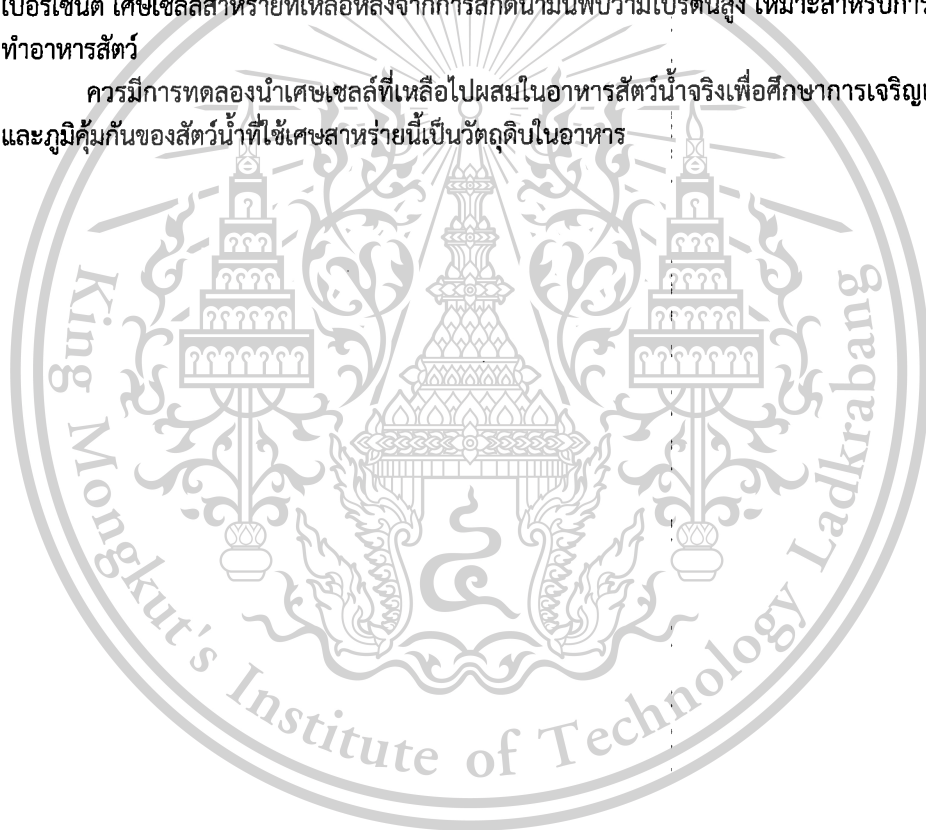 เปอร์เซ็นต์ เศษเซลล์สาหร่ายที่เหลือหลังจากการสกัดน้ำมันพบว่ามีโปรตีนสูง เหมาะสำหรับการ
ทำอาหารสัตว์
ควรมีการทดลองนำเศษเซลล์ที่เหลือไปผสมในอาหารสัตว์น้ำจริงเพื่อศึกษาการเจริญเ
และภูมิคุ้มกันของสัตว์น้ำที่ใช้เศษสาหร่ายนี้เป็นวัตถุดิบในอาหาร
King Mongkut's Institute of Technology Ladkrabang